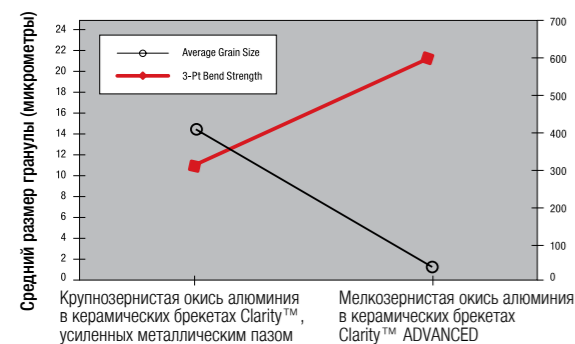 Средний размер гранулы (микрометры)
24
22
20
18
16
14
12
10
8
6
4
2
0
Average Grain Size
3-Pt Bend Strength
700
600
500
400
300
200
100
0
Крупнозернистая окись алюминия
в керамических брекетах Clarity™,
усиленных металлическим пазом
Мелкозернистая окись алюминия
в керамических брекетах
Clarity™ ADVANCED